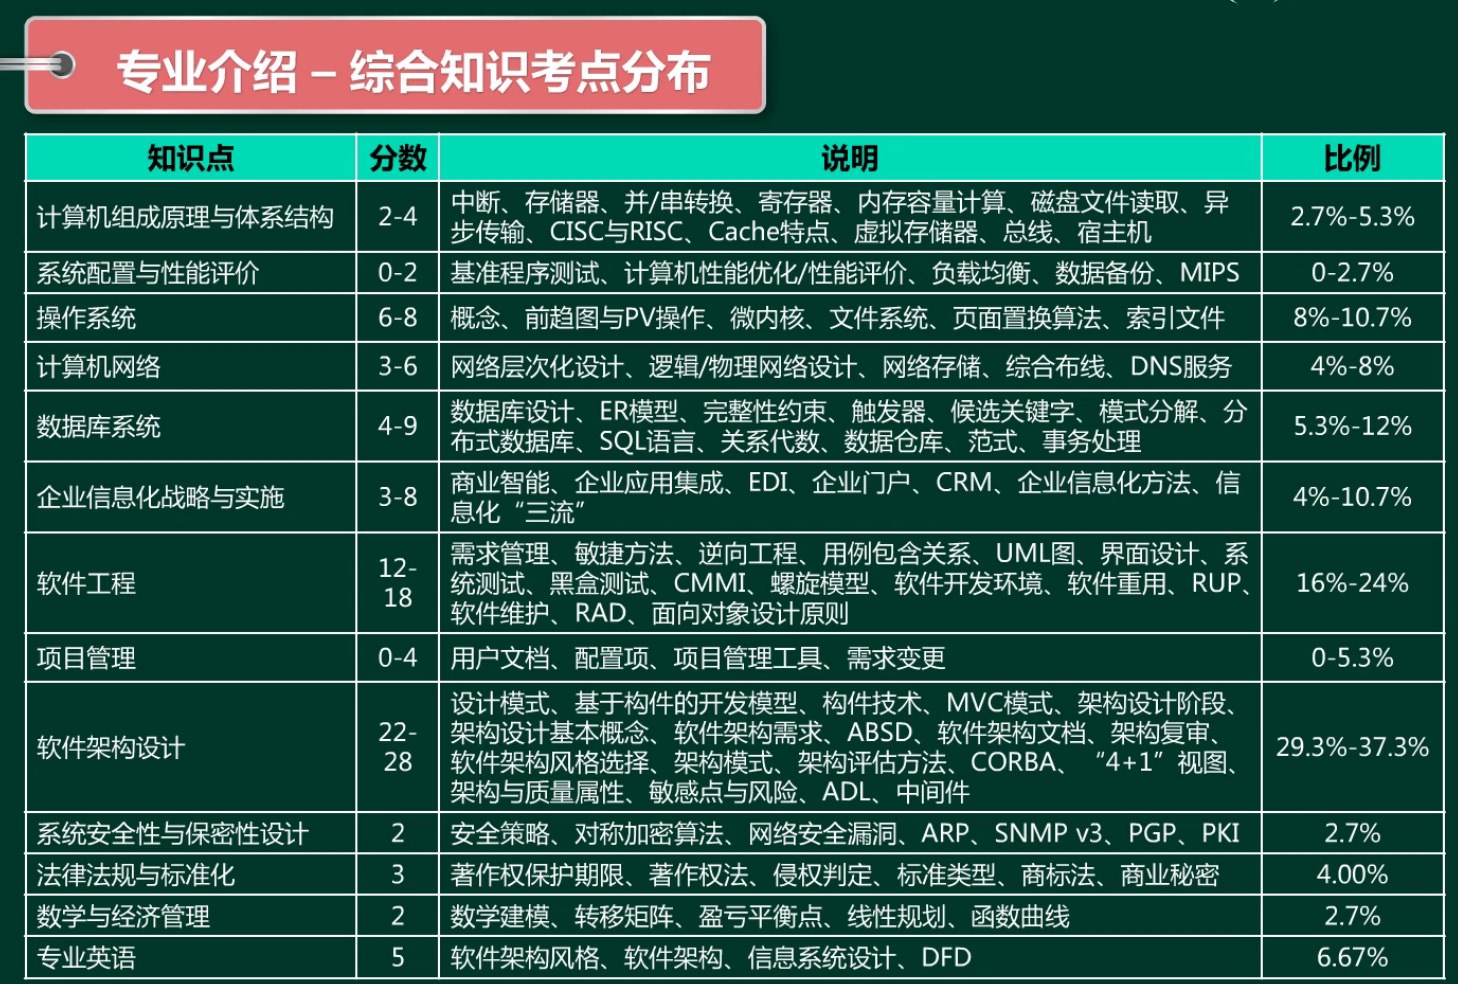 专业介绍 – 综合知识考点分布
知识点 分数 说明 比例
计算机组成原理与体系结构 2-4 中断、存储器、并/串转换、寄存器、内存容量计算、磁盘文件读取、异
步传输、CISC与RISC、Cache特点、虚拟存储器、总线、宿主机 2.7%-5.3%
系统配置与性能评价 0-2 基准程序测试、计算机性能优化/性能评价、负载均衡、数据备份、MIPS 0-2.7%
操作系统 6-8 概念、前趋图与PV操作、微内核、文件系统、页面置换算法、索引文件 8%-10.7%
计算机网络 3-6 网络层次化设计、逻辑/物理网络设计、网络存储、综合布线、DNS服务 4%-8%
数据库系统 4-9 数据库设计、ER模型、完整性约束、触发器、候选关键字、模式分解、分
布式数据库、SQL语言、关系代数、数据仓库、范式、事务处理 5.3%-12%
企业信息化战略与实施 3-8 商业智能、企业应用集成、EDI、企业门户、CRM、企业信息化方法、信
息化“三流” 4%-10.7%
软件工程 12-
18 需求管理、敏捷方法、逆向工程、用例包含关系、UML图、界面设计、系
统测试、黑盒测试、CMMI、螺旋模型、软件开发环境、软件重用、RUP、
软件维护、RAD、面向对象设计原则 16%-24%
项目管理 0-4 用户文档、配置项、项目管理工具、需求变更 0-5.3%
软件架构设计 22-
28 设计模式、基于构件的开发模型、构件技术、MVC模式、架构设计阶段、
架构设计基本概念、软件架构需求、ABSD、软件架构文档、架构复审、
软件架构风格选择、架构模式、架构评估方法、CORBA、“4+1”视图、
架构与质量属性、敏感点与风险、ADL、中间件 29.3%-37.3%
系统安全性与保密性设计 2 安全策略、对称加密算法、网络安全漏洞、ARP、SNMP v3、PGP、PKI 2.7%
法律法规与标准化 3 著作权保护期限、著作权法、侵权判定、标准类型、商标法、商业秘密 4.00%
数学与经济管理 2 数学建模、转移矩阵、盈亏平衡点、线性规划、函数曲线 2.7%
专业英语 5 软件架构风格、软件架构、信息系统设计、DFD 6.67%